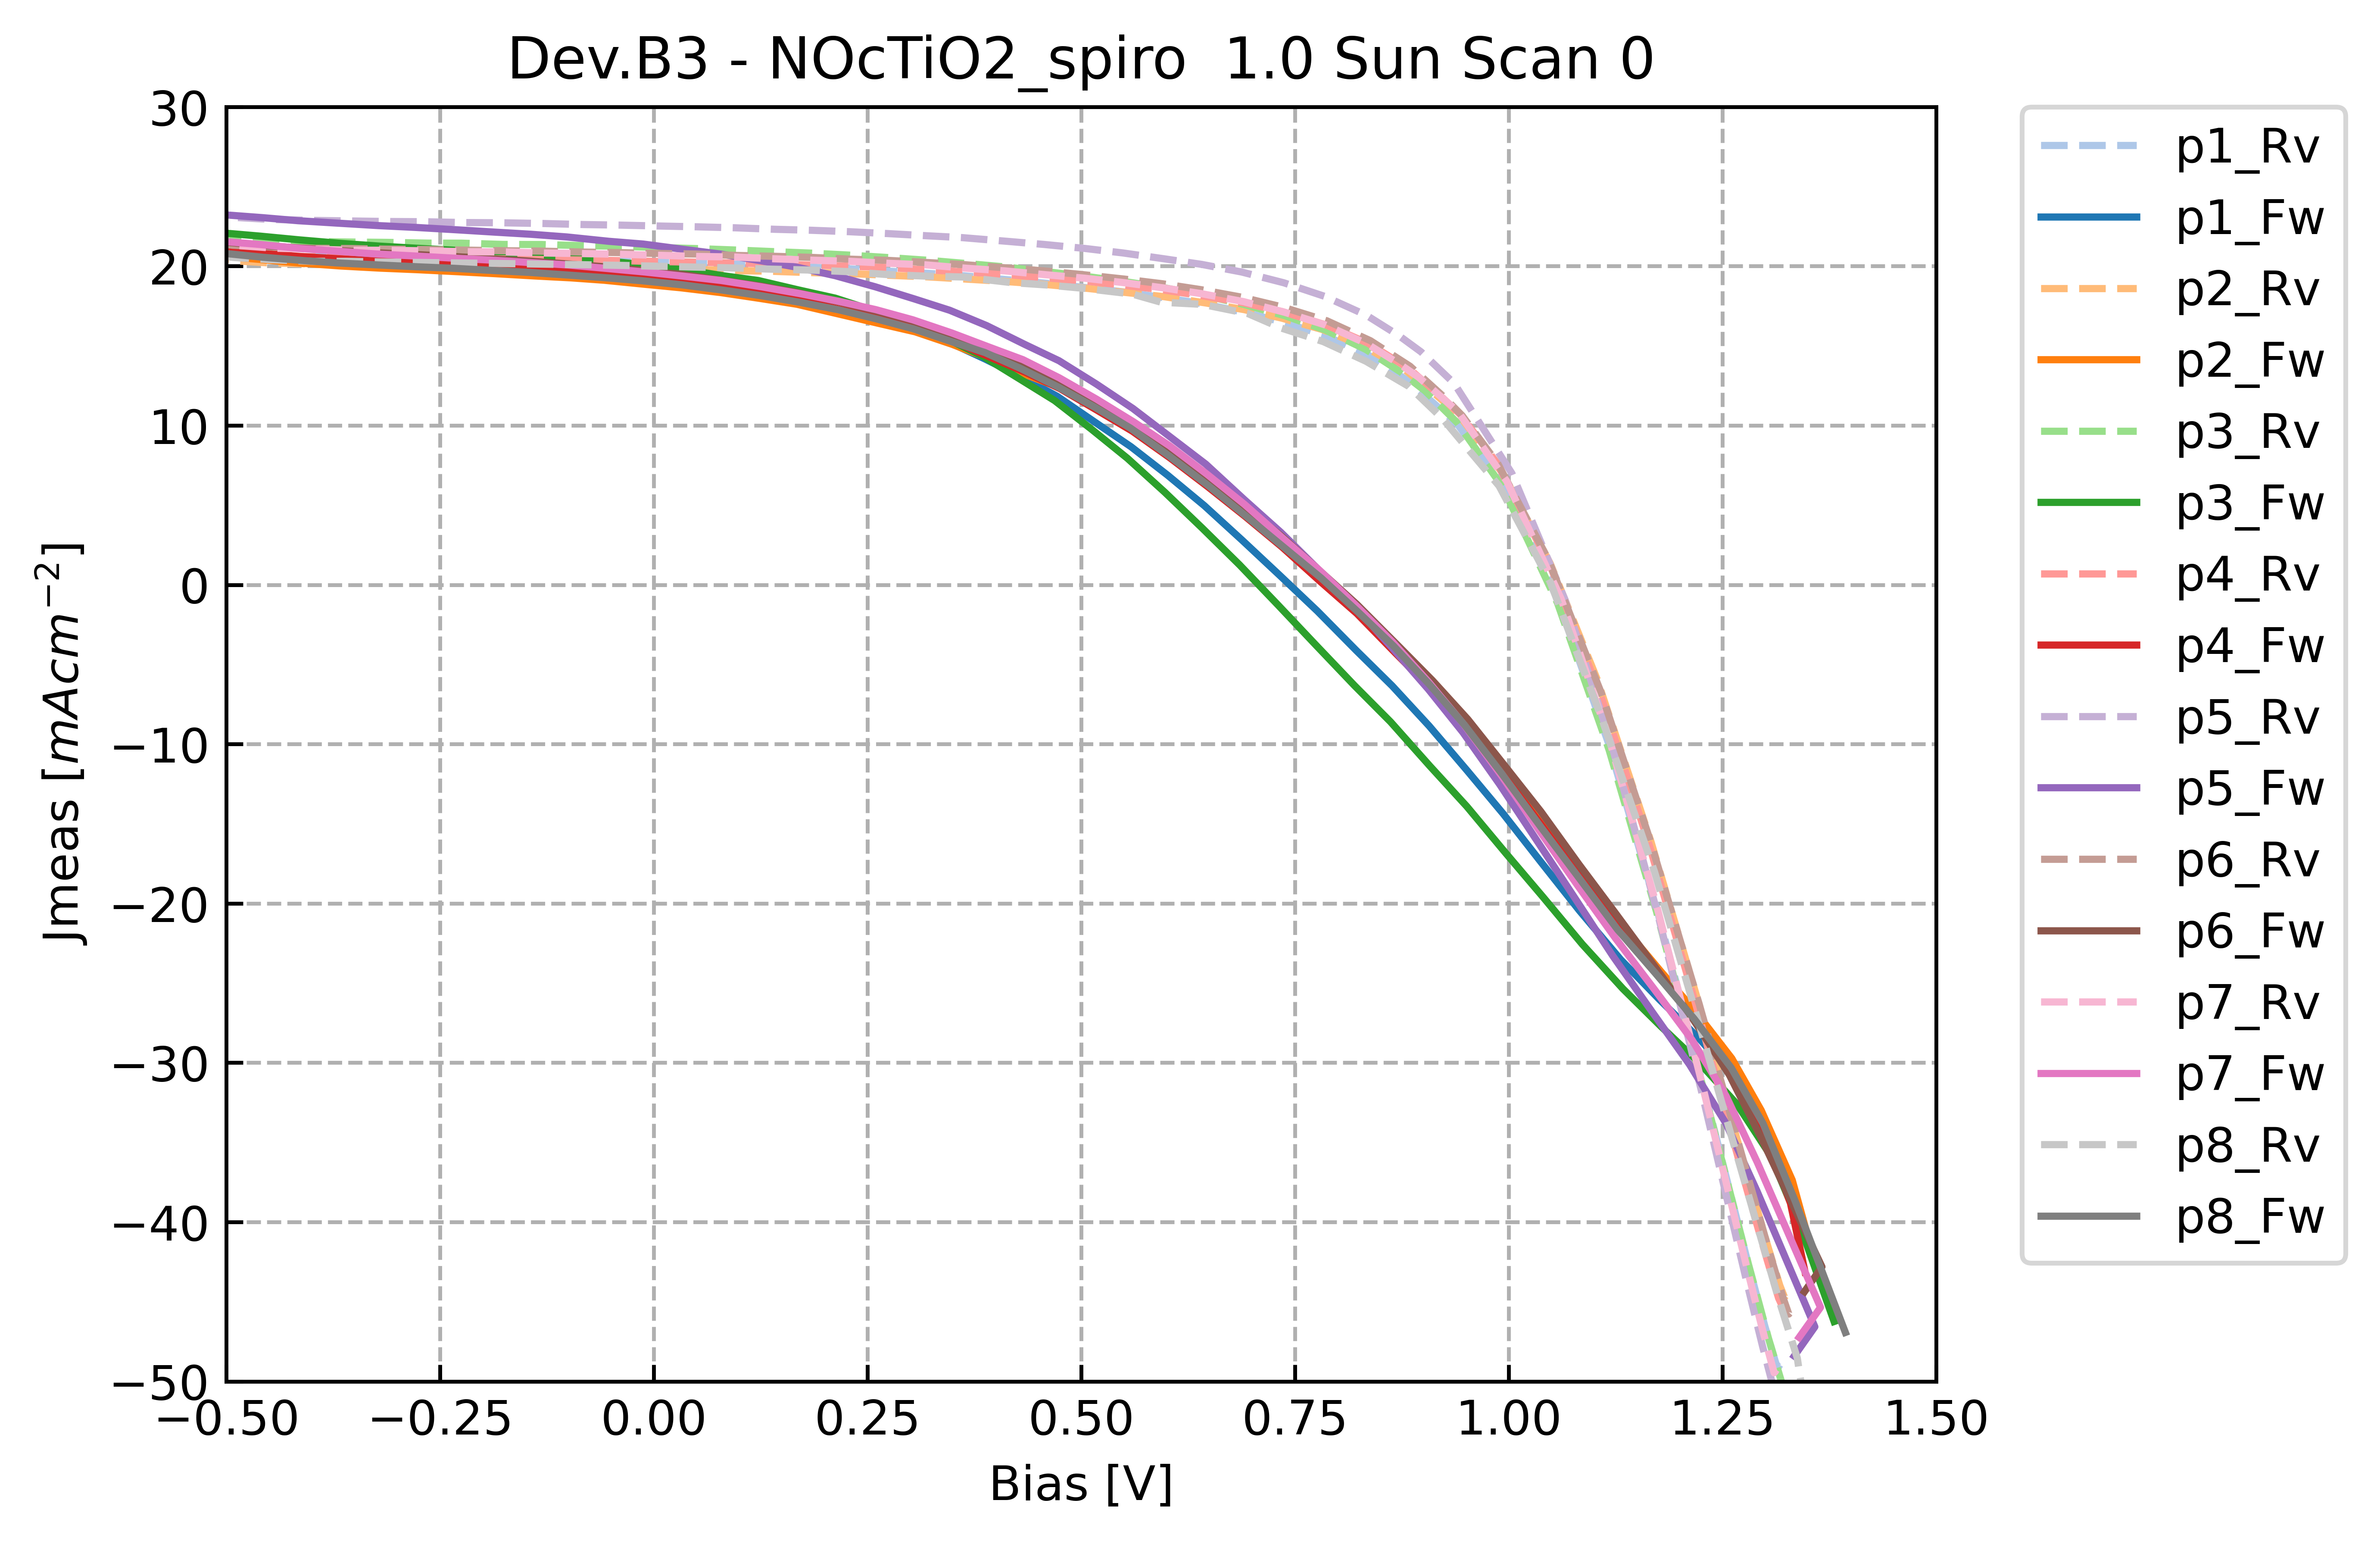 Dev.B3 - NOcTiO2_spiro  1.0 Sun Scan 0
30
20
10
0
−10
−20
−30
−40
−50
−0.50
−0.25
0.00
0.25
0.50
0.75
1.00
1.25
1.50
Jmeas [mAcm⁻²]
Bias [V]
p1_Rv
p1_Fw
p2_Rv
p2_Fw
p3_Rv
p3_Fw
p4_Rv
p4_Fw
p5_Rv
p5_Fw
p6_Rv
p6_Fw
p7_Rv
p7_Fw
p8_Rv
p8_Fw